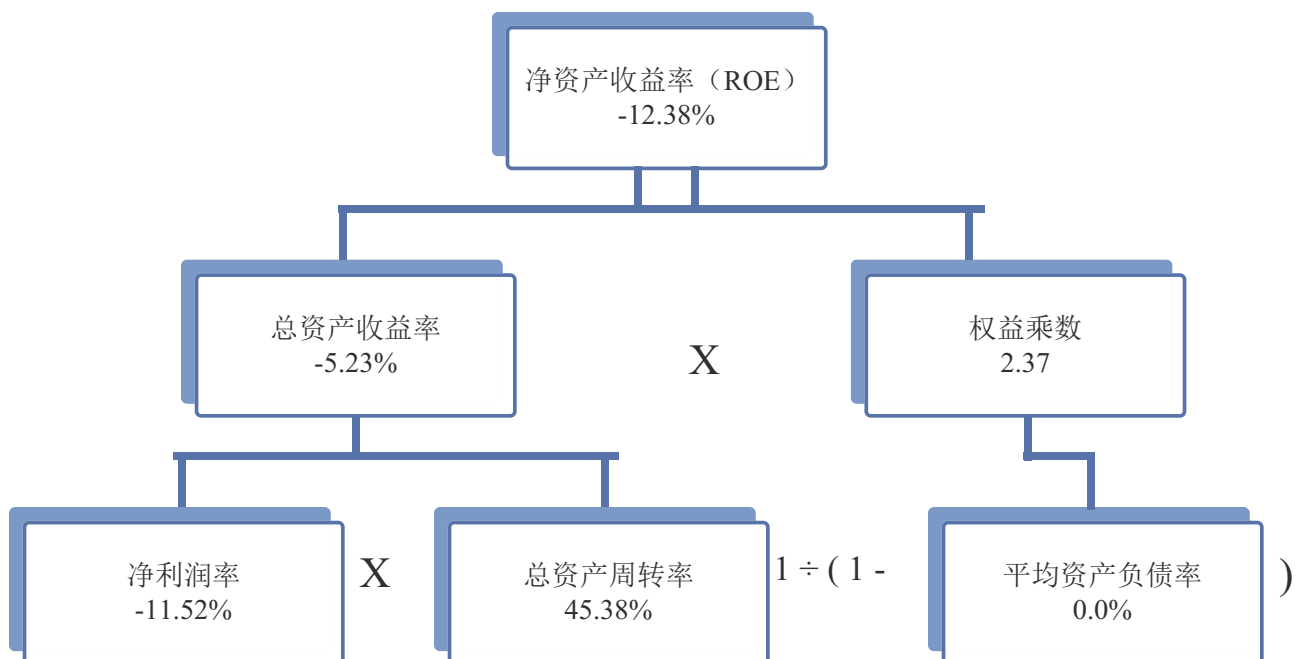 净资产收益率（ROE）
-12.38%
总资产收益率
-5.23%
X
权益乘数
2.37
净利润率
-11.52%
X
总资产周转率
45.38%
1 ÷ ( 1 -
平均资产负债率
0.0%
)